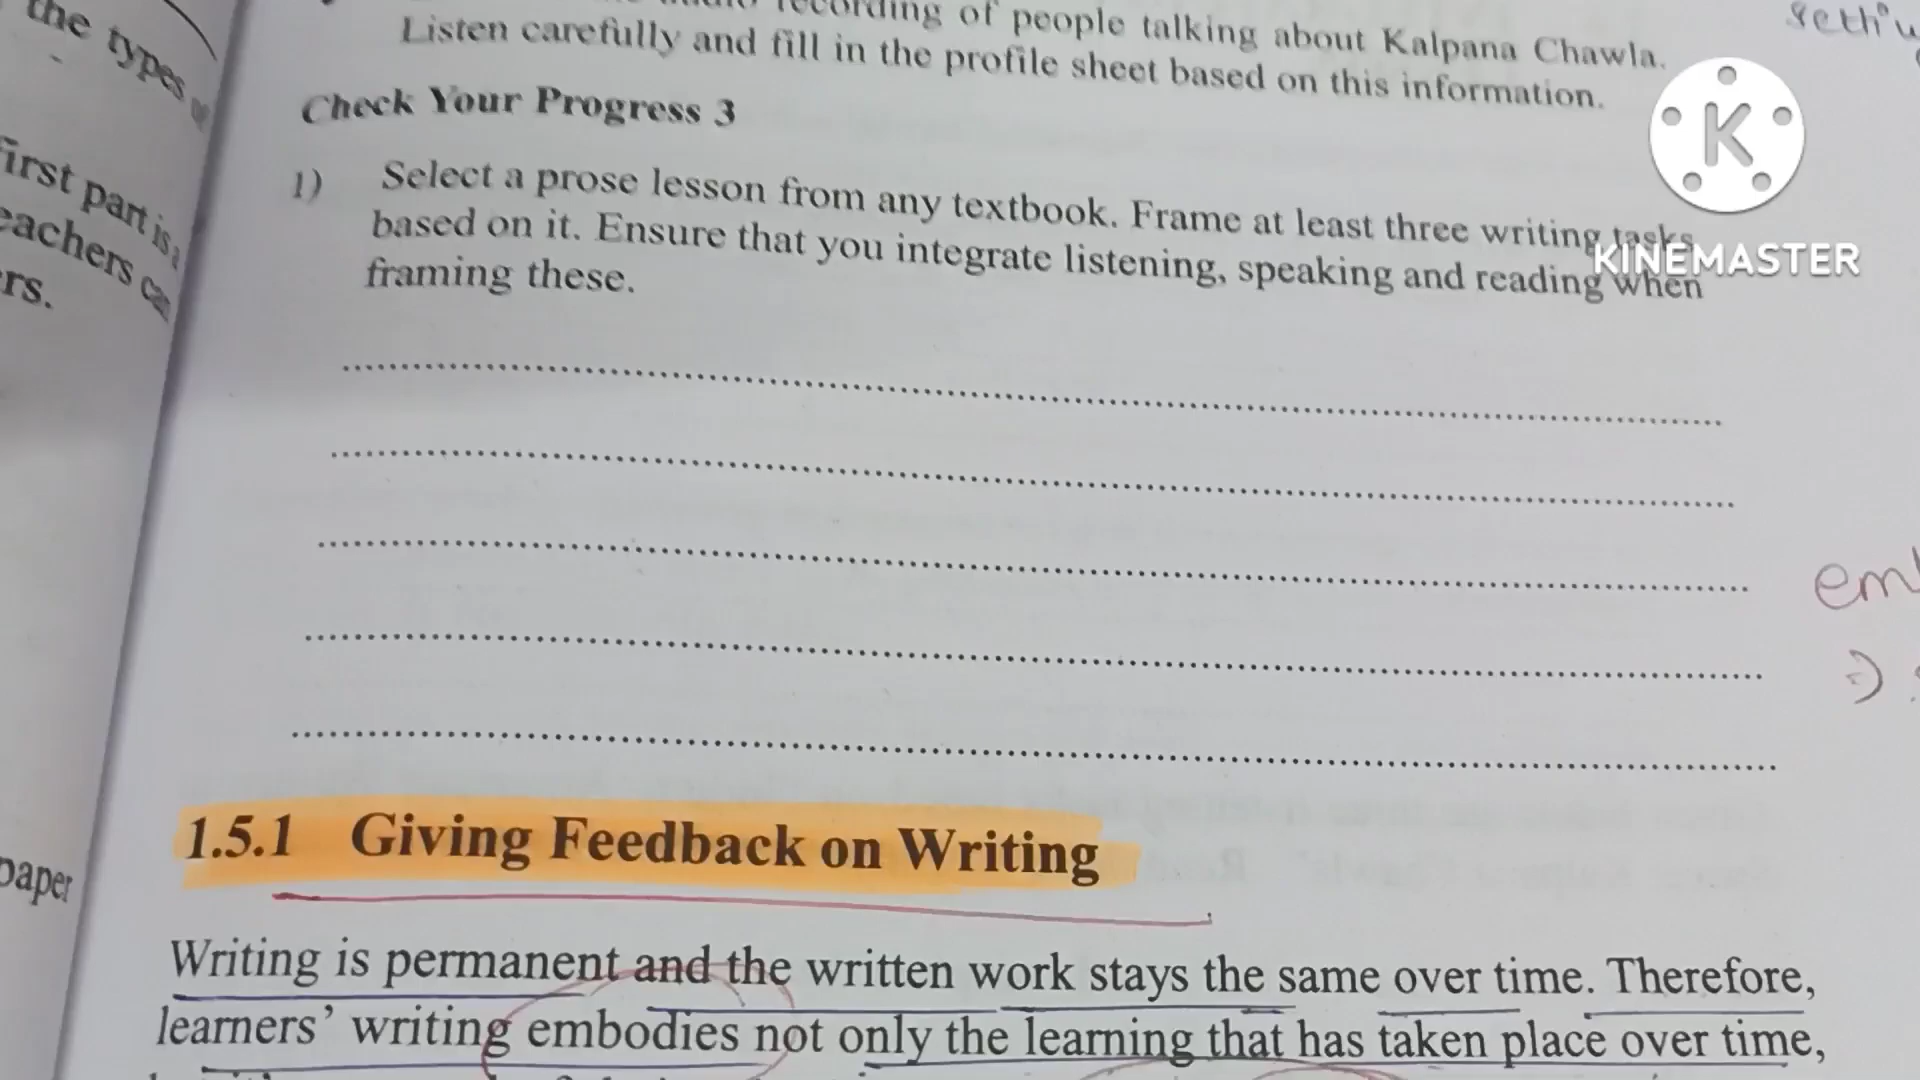 recording of people talking about Kalpana Chawla.
Listen carefully and fill in the profile sheet based on this information.
Check Your Progress 3
1) Select a prose lesson from any textbook. Frame at least three writing tasks
based on it. Ensure that you integrate listening, speaking and reading when
framing these.
K
KINEMASTER
1.5.1 Giving Feedback on Writing
Writing is permanent and the written work stays the same over time. Therefore,
learners’ writing embodies not only the learning that has taken place over time,
the types
first part is a
can
paper